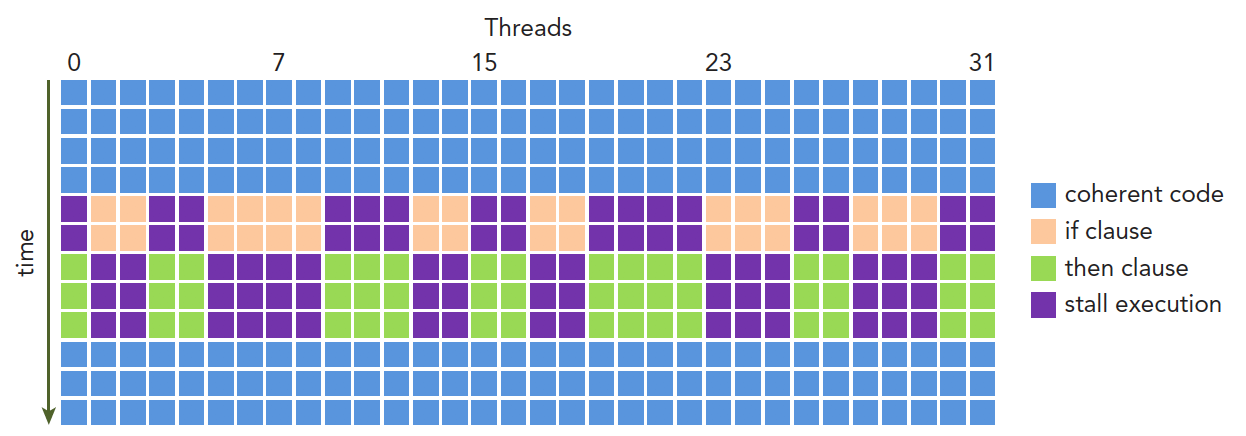 Threads
0 7 15 23 31
time
coherent code
if clause
then clause
stall execution